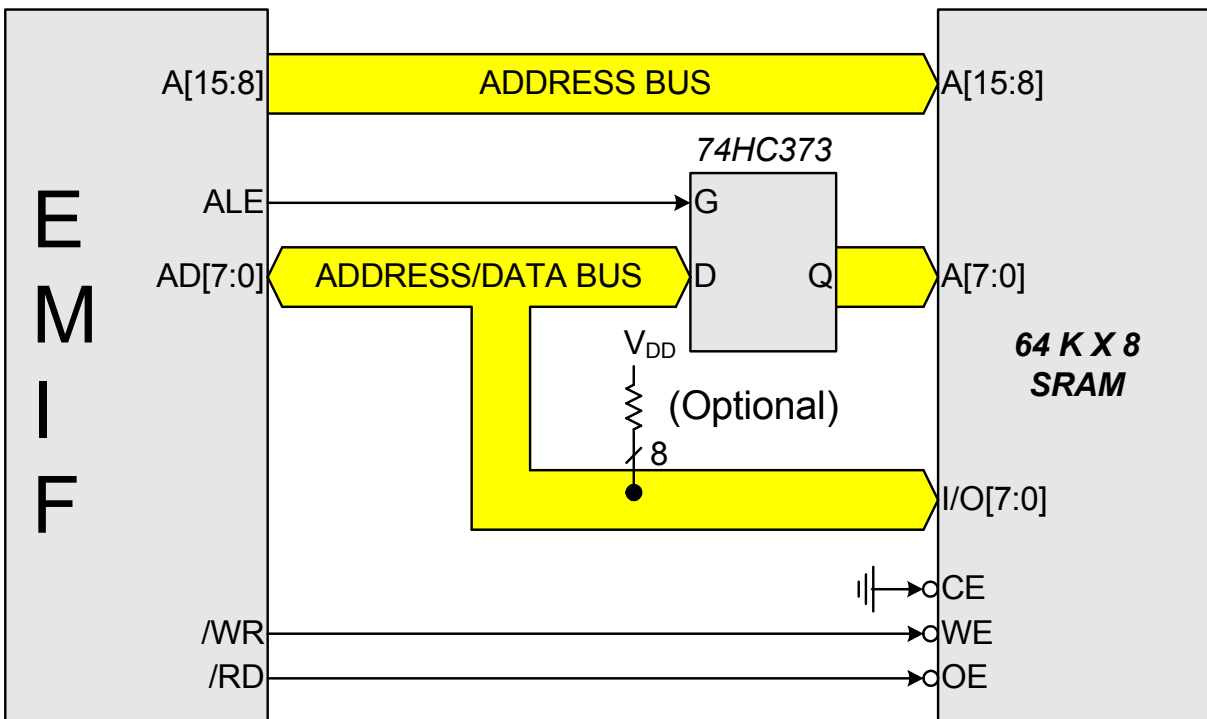 A[15:8] ADDRESS BUS A[15:8]
74HC373
ALE G
AD[7:0] ADDRESS/DATA BUS D Q A[7:0]
E
M
I
F
VDD
(Optional)
8
64 K X 8
SRAM
I/O[7:0]
CE
/WR WE
/RD OE